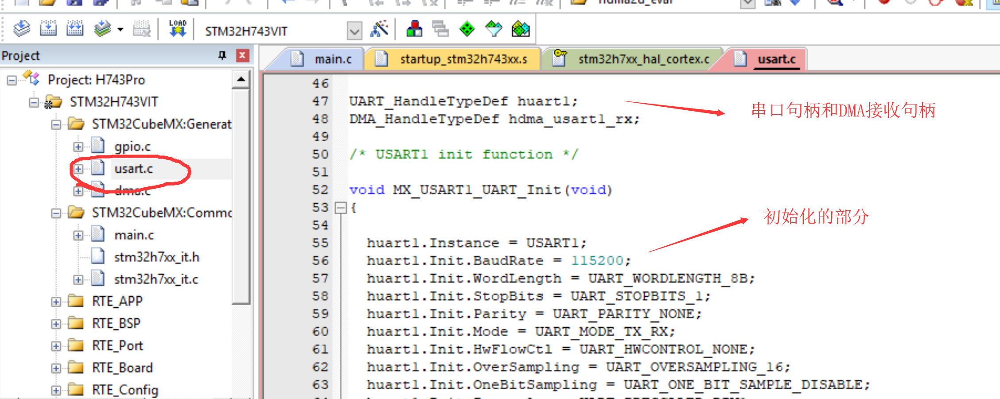 hdma2d_eval
LOAD
STM32H743VIT
Project
main.c
startup_stm32h743xx.s
stm32h7xx_hal_cortex.c
usart.c
Project: H743Pro
STM32H743VIT
STM32CubeMX:Generat
gpio.c
usart.c
dma.c
STM32CubeMX:Commo
main.c
stm32h7xx_it.h
stm32h7xx_it.c
RTE_APP
RTE_BSP
RTE_Port
RTE_Board
RTE_Config
46
47 UART_HandleTypeDef huart1;
48 DMA_HandleTypeDef hdma_usart1_rx;
串口句柄和DMA接收句柄
49
50 /* USART1 init function */
51
52 void MX_USART1_UART_Init(void)
53 {
初始化的部分
54
55 huart1.Instance = USART1;
56 huart1.Init.BaudRate = 115200;
57 huart1.Init.WordLength = UART_WORDLENGTH_8B;
58 huart1.Init.StopBits = UART_STOPBITS_1;
59 huart1.Init.Parity = UART_PARITY_NONE;
60 huart1.Init.Mode = UART_MODE_TX_RX;
61 huart1.Init.HwFlowCtl = UART_HWCONTROL_NONE;
62 huart1.Init.OverSampling = UART_OVERSAMPLING_16;
63 huart1.Init.OneBitSampling = UART_ONE_BIT_SAMPLE_DISABLE;